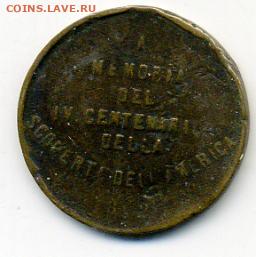 COINS.LAVE.RU
A
MEMORIA
DEL
IV. CENTENARIO
DELLA
SCOPERTA DELL'AMERICA